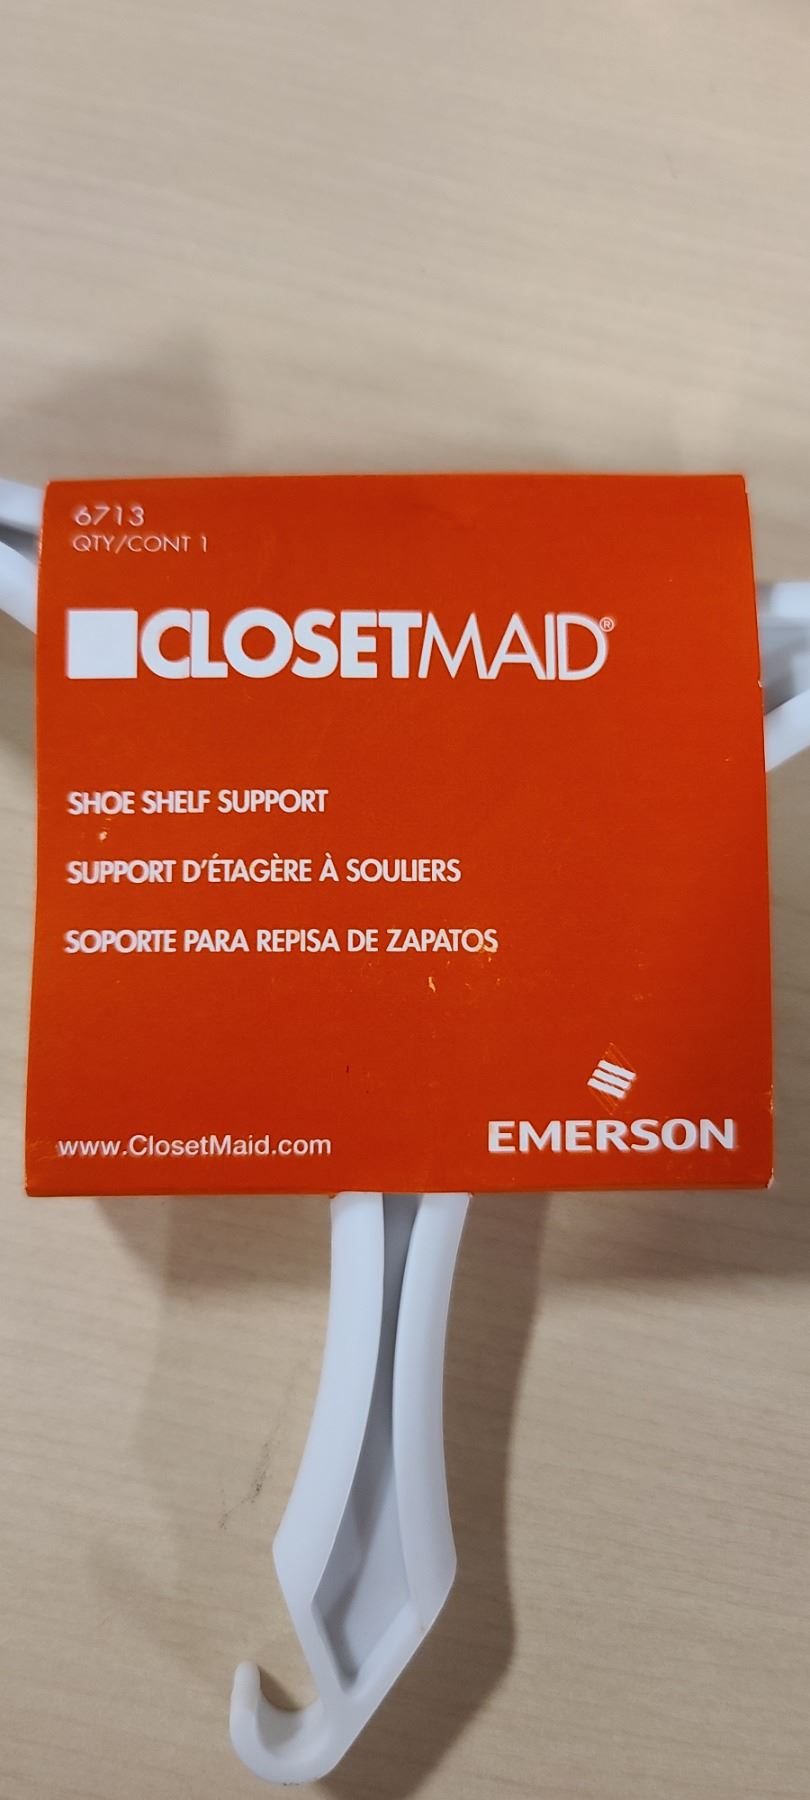 6713
QTY/CONT 1
CLOSETMAID®
SHOE SHELF SUPPORT
SUPPORT D'ÉTAGÈRE À SOULIERS
SOPORTE PARA REPISA DE ZAPATOS
www.ClosetMaid.com
EMERSON